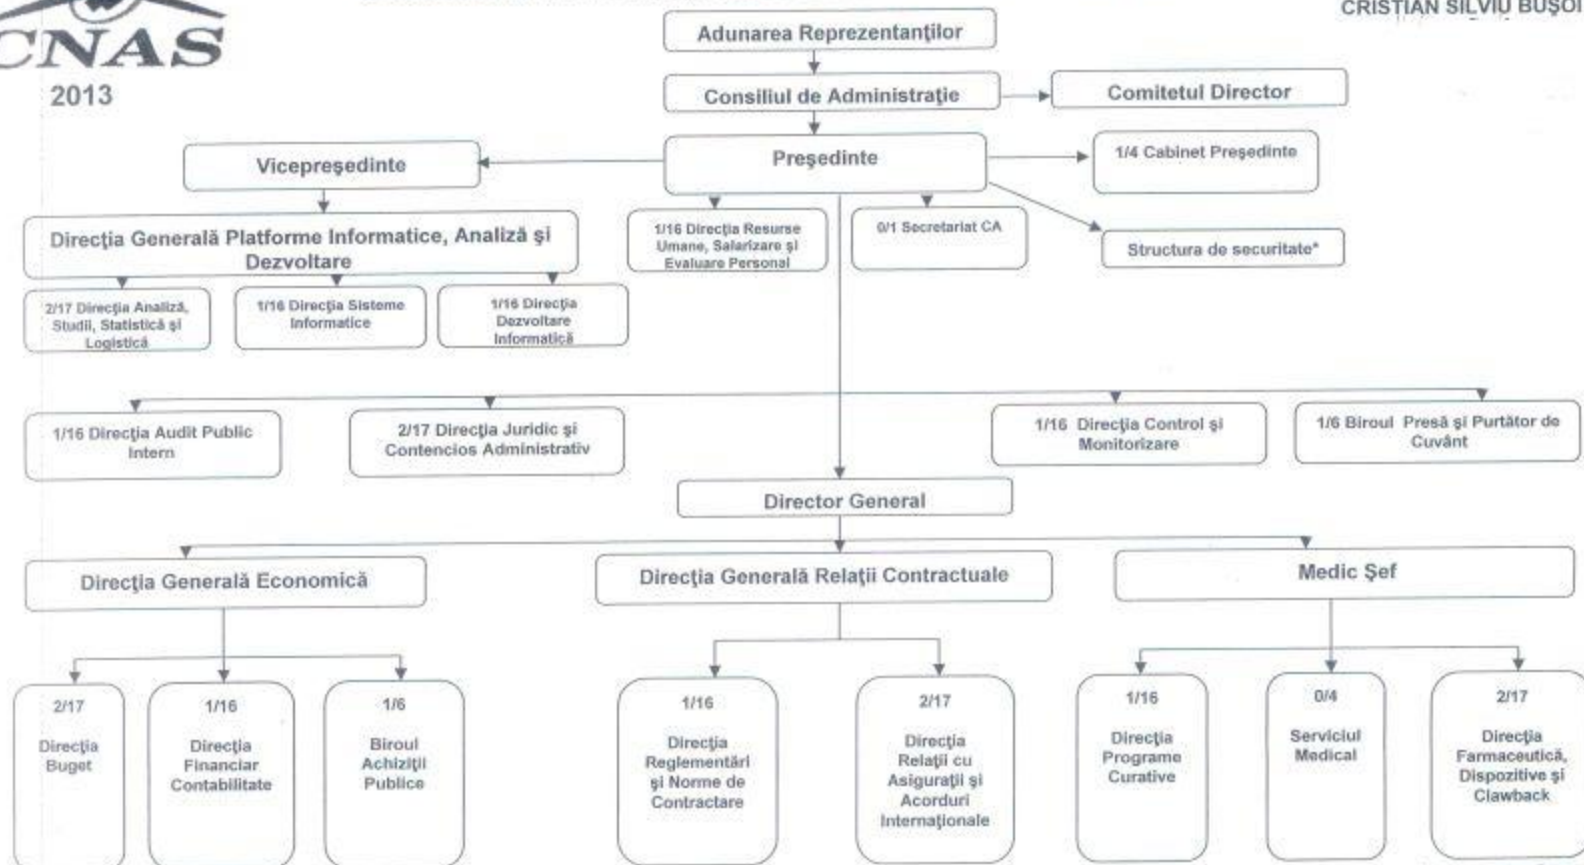 CRISTIAN SILVIU BUŞOI
CNAS
2013
Adunarea Reprezentanţilor
Consiliul de Administraţie
Comitetul Director
Vicepreşedinte
Preşedinte
1/4 Cabinet Preşedinte
Direcţia Generală Platforme Informatice, Analiză şi
Dezvoltare
1/16 Direcţia Resurse
Umane, Salarizare şi
Evaluare Personal
0/1 Secretariat CA
Structura de securitate*
2/17 Direcţia Analiză,
Studii, Statistică şi
Logistică
1/16 Direcţia Sisteme
Informatice
1/16 Direcţia
Dezvoltare
Informatică
1/16 Direcţia Audit Public
Intern
2/17 Direcţia Juridic şi
Contencios Administrativ
1/16 Direcţia Control şi
Monitorizare
1/6 Biroul Presă şi Purtător de
Cuvânt
Director General
Direcţia Generală Economică
Direcţia Generală Relaţii Contractuale
Medic Şef
2/17
Direcţia
Buget
1/16
Direcţia
Financiar
Contabilitate
1/6
Biroul
Achiziţii
Publice
1/16
Direcţia
Reglementări
şi Norme de
Contractare
2/17
Direcţia
Relaţii cu
Asiguraţii şi
Acorduri
Internaţionale
1/16
Direcţia
Programe
Curative
0/4
Serviciul
Medical
2/17
Direcţia
Farmaceutică,
Dispozitive şi
Clawback